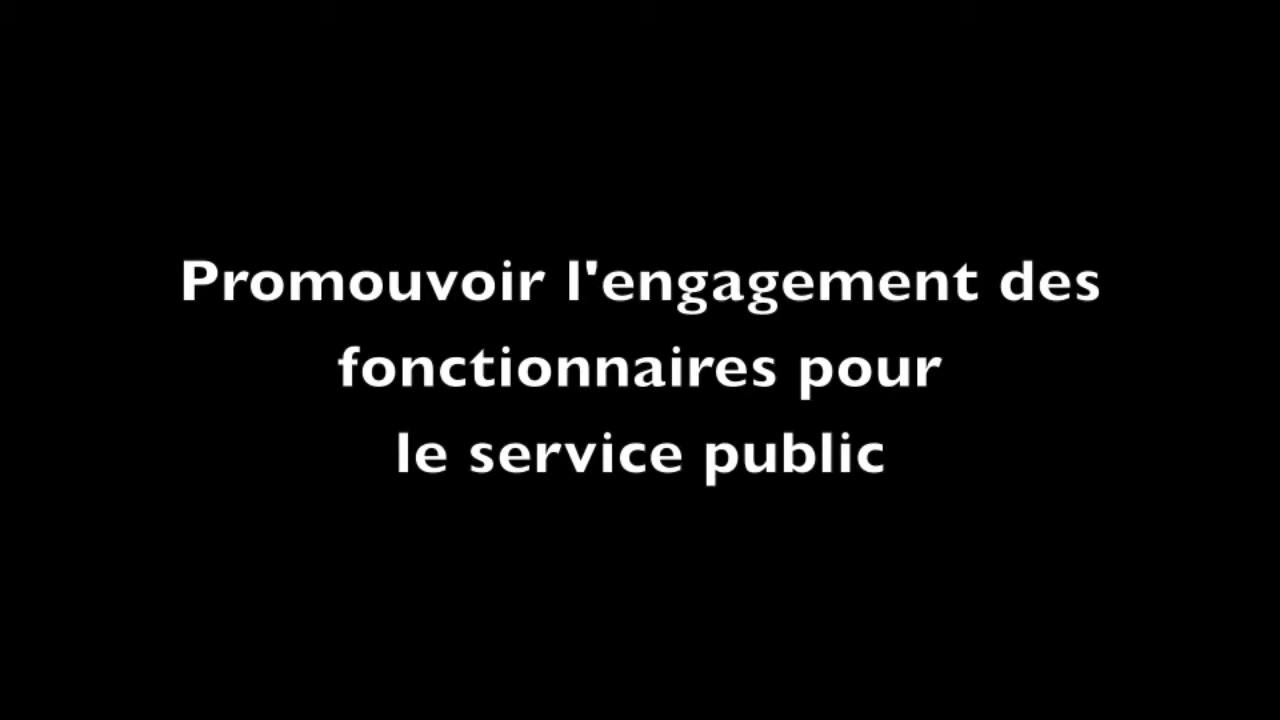 Promouvoir l'engagement des
fonctionnaires pour
le service public